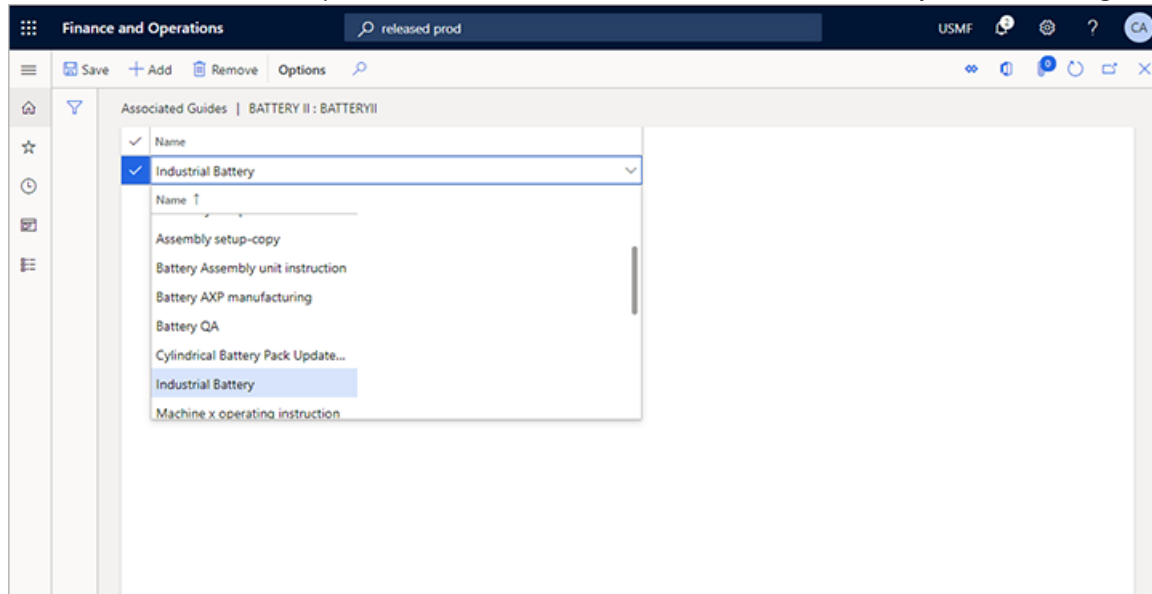 Finance and Operations
released prod
USMF
2
?
CA
Save
Add
Remove
Options
0
Associated Guides | BATTERY II : BATTERYII
Name
Industrial Battery
Name ↑
Assembly setup-copy
Battery Assembly unit instruction
Battery AXP manufacturing
Battery QA
Cylindrical Battery Pack Update...
Industrial Battery
Machine x operating instruction